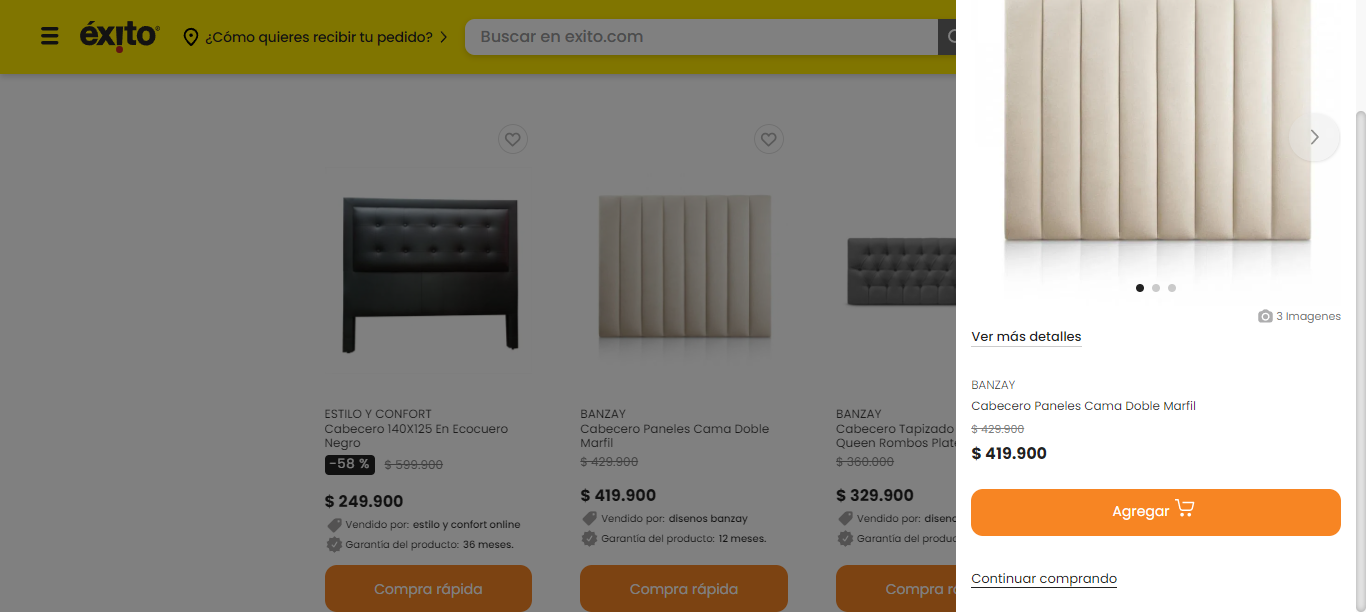 éxito
¿Cómo quieres recibir tu pedido?
Buscar en exito.com
ESTILO Y CONFORT
Cabecero 140X125 En Ecocuero
Negro
-58 % $ 599.900
$ 249.900
Vendido por: estilo y confort online
Garantía del producto: 36 meses.
Compra rápida
BANZAY
Cabecero Paneles Cama Doble
Marfil
$ 429.900
$ 419.900
Vendido por: disenos banzay
Garantía del producto: 12 meses.
Compra rápida
BANZAY
Cabecero Tapizado
Queen Rombos Plat
$ 360.000
$ 329.900
Vendido por: diseno
Garantía del produc
Compra r
3 Imagenes
Ver más detalles
BANZAY
Cabecero Paneles Cama Doble Marfil
$ 429.900
$ 419.900
Agregar
Continuar comprando